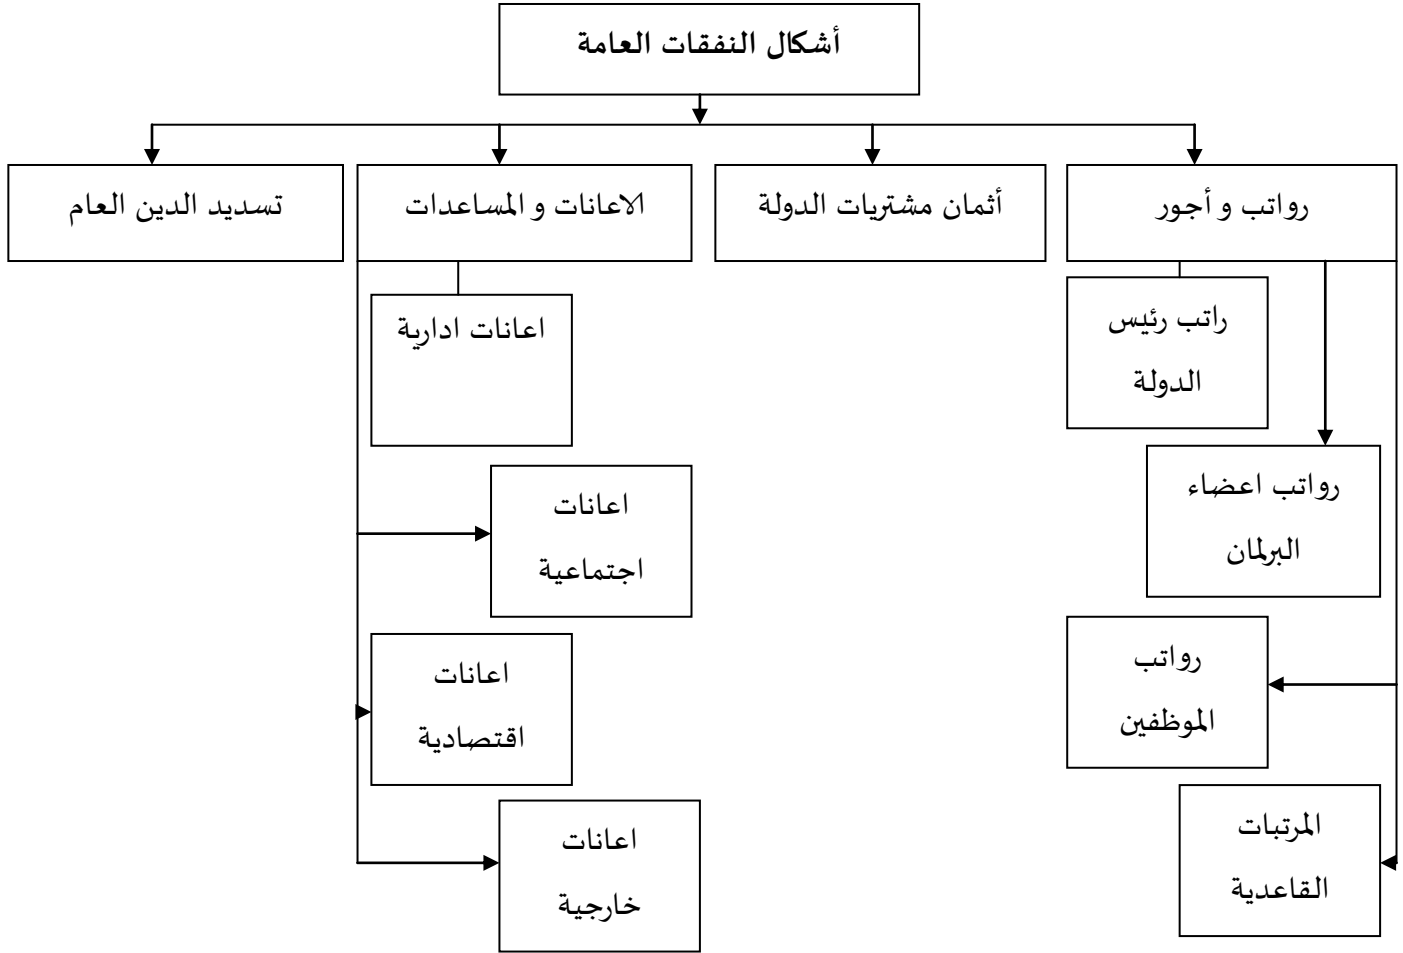 أشكال النفقات العامة
رواتب و أجور
أثمان مشتريات الدولة
الاعانات و المساعدات
تسديد الدين العام
راتب رئيس
الدولة
رواتب اعضاء
البرلمان
رواتب
الموظفين
المرتبات
القاعدية
اعانات ادارية
اعانات
اجتماعية
اعانات
اقتصادية
اعانات
خارجية